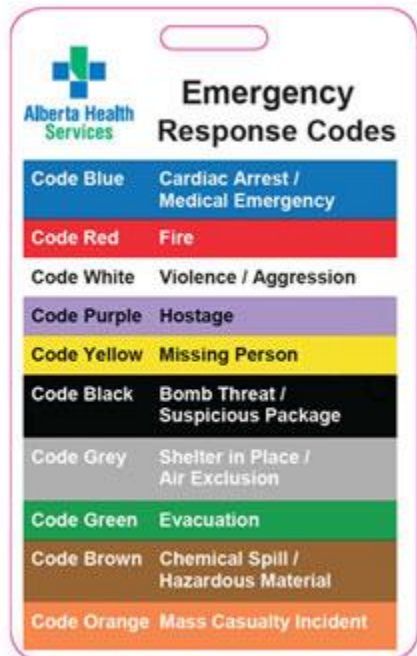 Alberta Health
Services
Emergency
Response Codes
Code Blue Cardiac Arrest /
Medical Emergency
Code Red Fire
Code White Violence / Aggression
Code Purple Hostage
Code Yellow Missing Person
Code Black Bomb Threat /
Suspicious Package
Code Grey Shelter in Place /
Air Exclusion
Code Green Evacuation
Code Brown Chemical Spill /
Hazardous Material
Code Orange Mass Casualty Incident